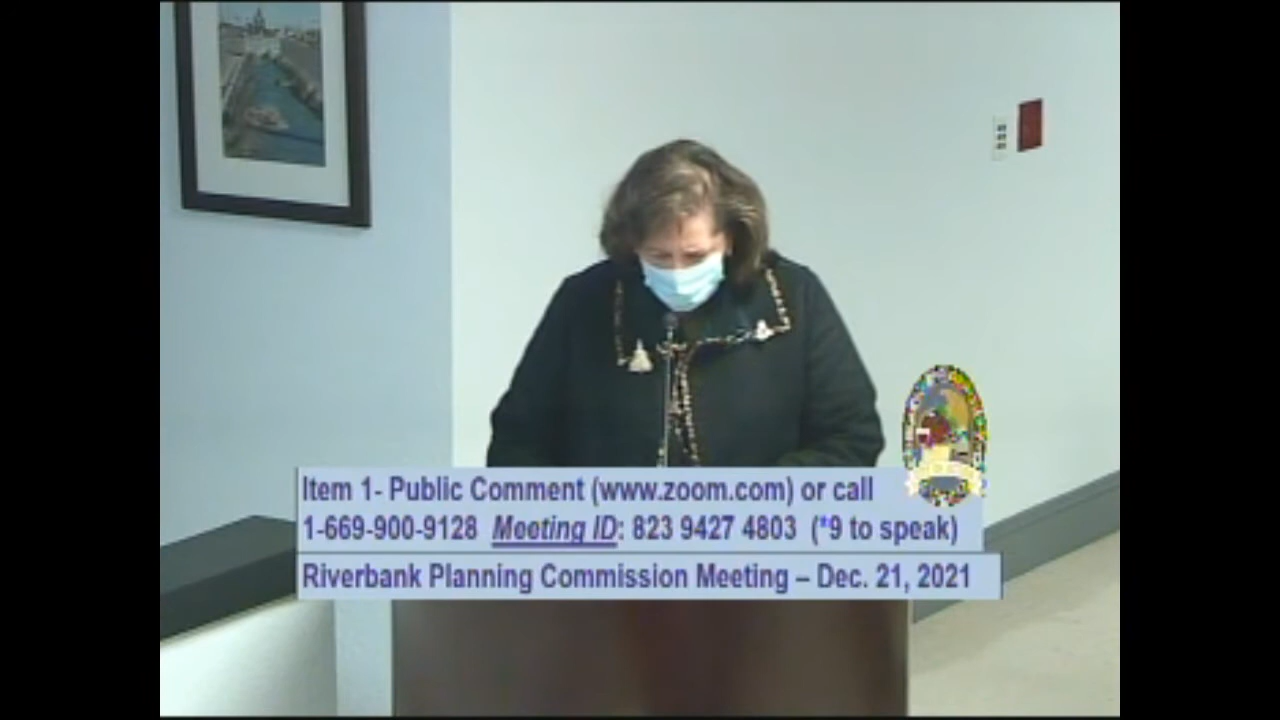 Item 1- Public Comment (www.zoom.com) or call
1-669-900-9128 Meeting ID: 823 9427 4803 (*9 to speak)
Riverbank Planning Commission Meeting – Dec. 21, 2021